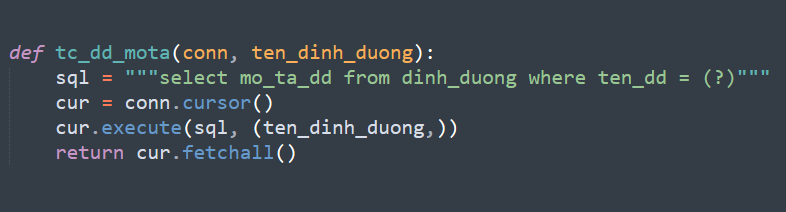 def tc_dd_mota(conn, ten_dinh_duong):
    sql = """select mo_ta_dd from dinh_duong where ten_dd = (?)"""
    cur = conn.cursor()
    cur.execute(sql, (ten_dinh_duong,))
    return cur.fetchall()